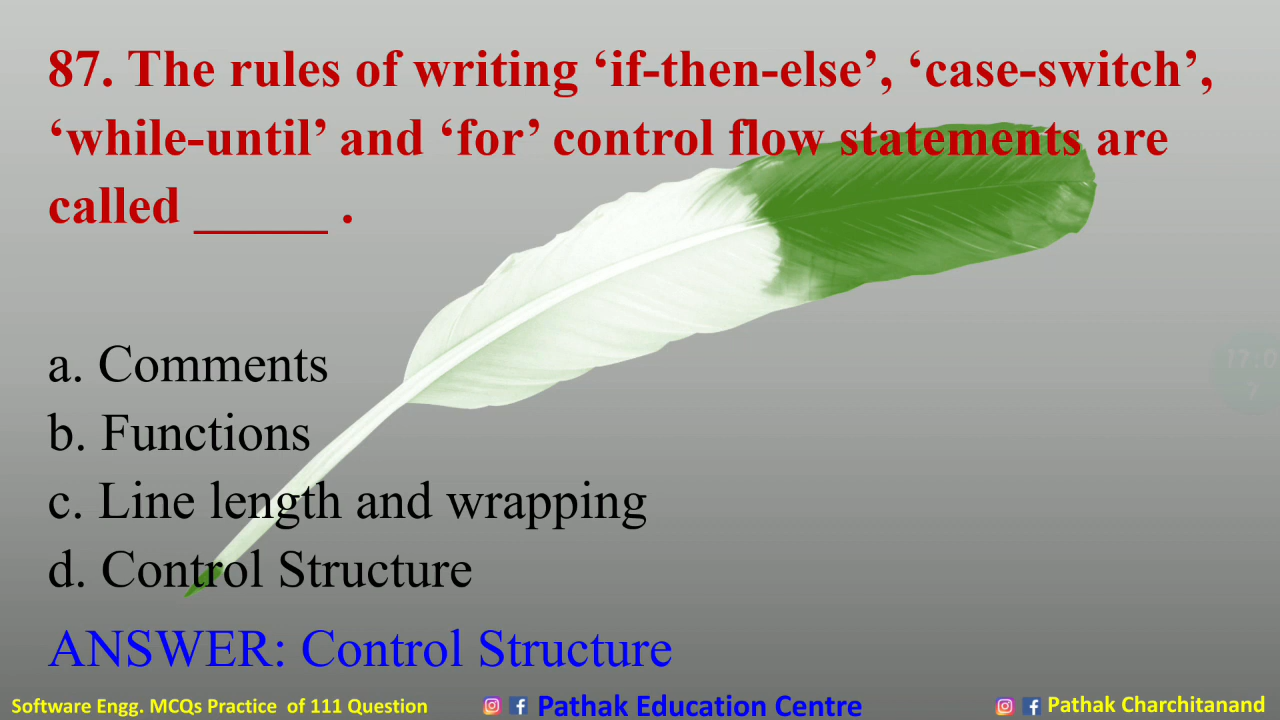 87. The rules of writing ‘if-then-else’, ‘case-switch’,
‘while-until’ and ‘for’ control flow statements are
called _____ .
a. Comments
b. Functions
c. Line length and wrapping
d. Control Structure
ANSWER: Control Structure
Software Engg. MCQs Practice of 111 Question
Pathak Education Centre
Pathak Charchitanand